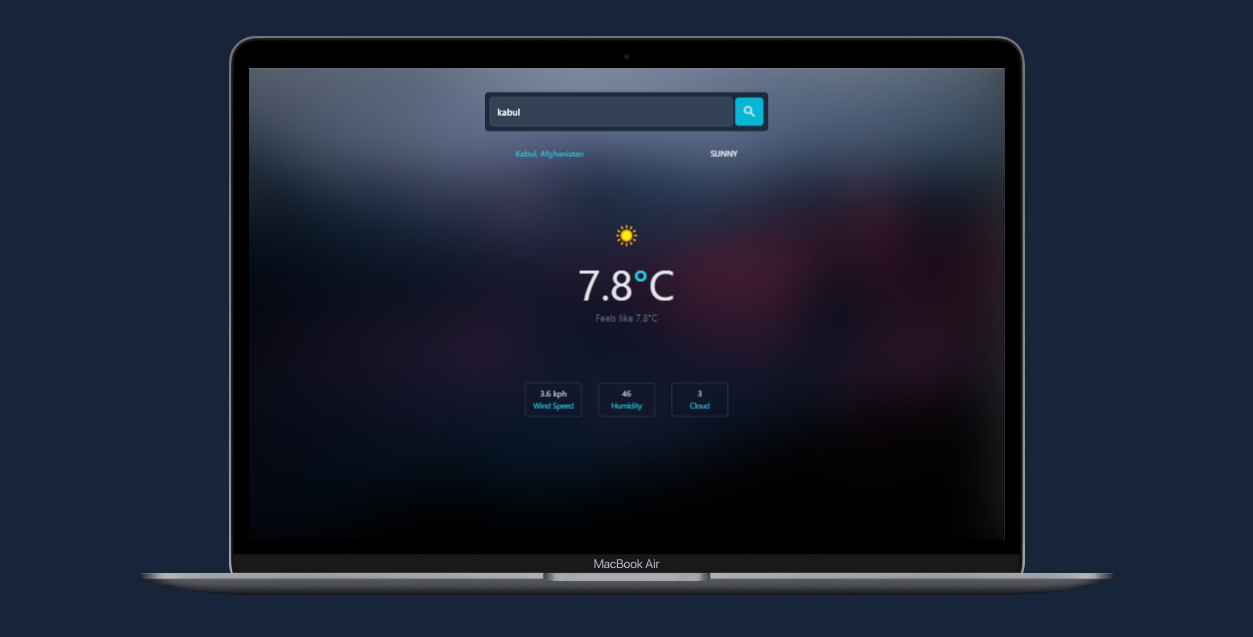 kabul
Kabul, Afghanistan
SUNNY
7.8°C
Feels like 7.8°C
3.6 kph
Wind Speed
46
Humidity
3
Cloud
MacBook Air